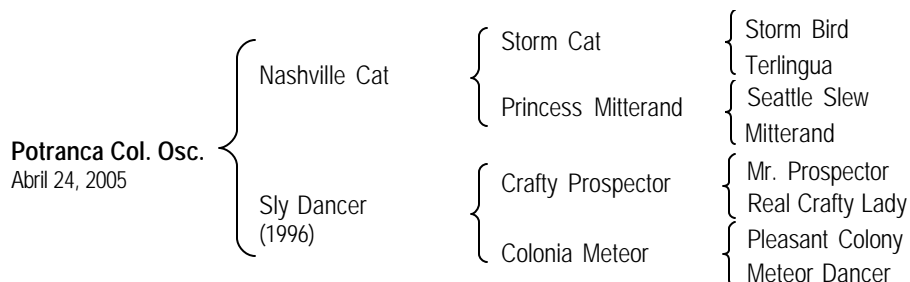 Storm Bird
Storm Cat
Terlingua
Nashville Cat
Seattle Slew
Princess Mitterand
Mitterand
Potranca Col. Osc.
Abril 24, 2005
Mr. Prospector
Crafty Prospector
Real Crafty Lady
Sly Dancer
(1996)
Pleasant Colony
Colonia Meteor
Meteor Dancer